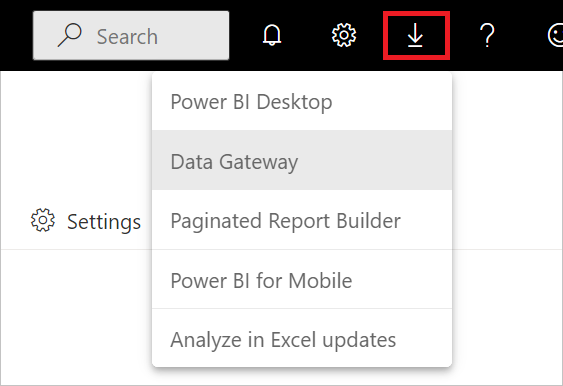 Search
Power BI Desktop
Data Gateway
Settings
Paginated Report Builder
Power BI for Mobile
Analyze in Excel updates